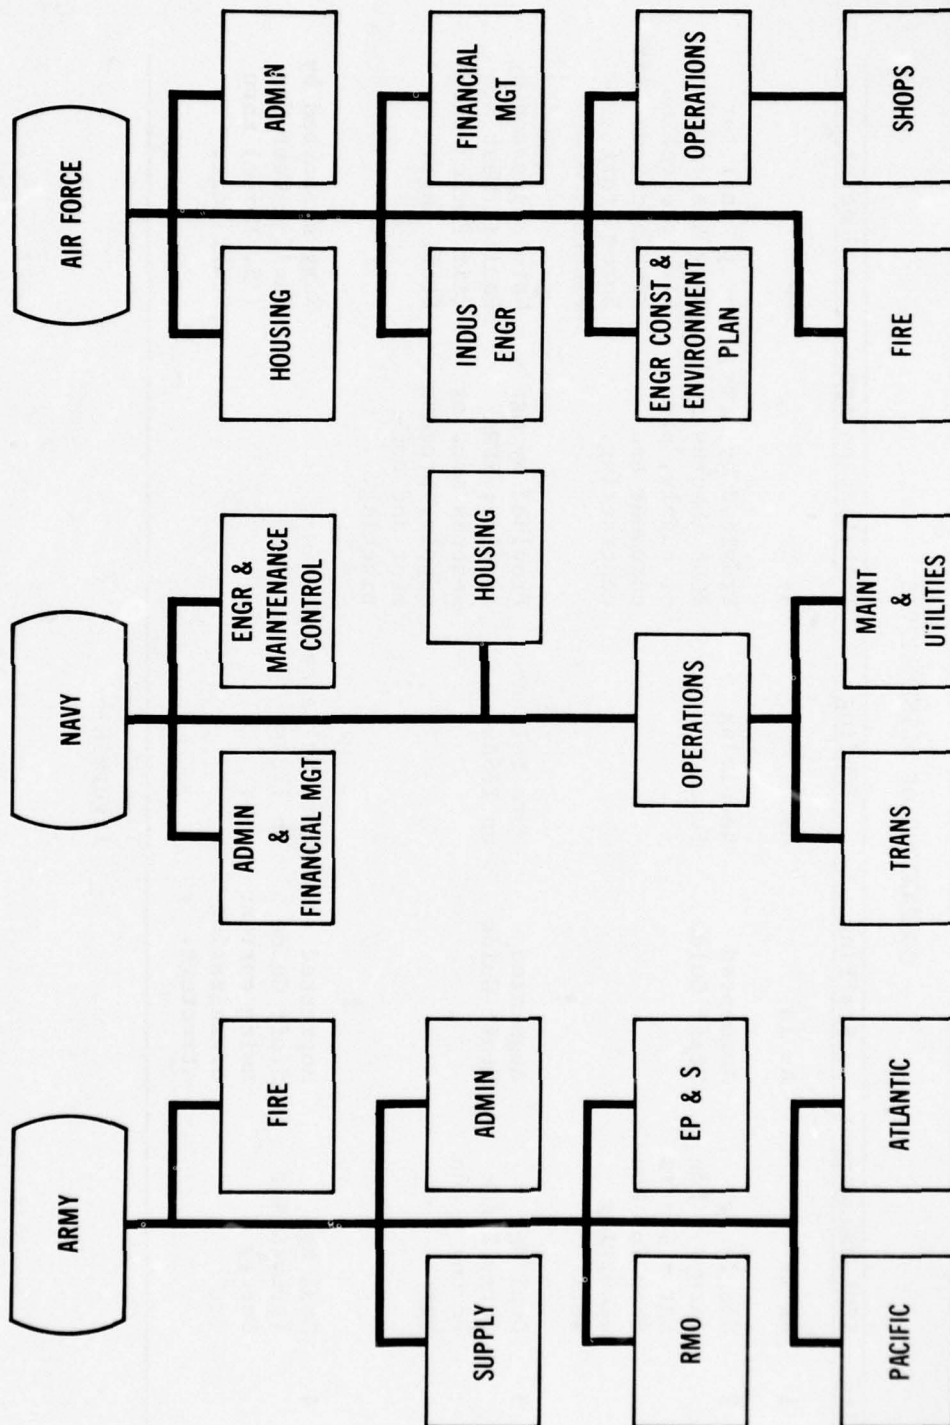 ARMY
FIRE
SUPPLY
ADMIN
RMO
EP & S
PACIFIC
ATLANTIC
NAVY
ADMIN
&
FINANCIAL MGT
ENGR &
MAINTENANCE
CONTROL
HOUSING
OPERATIONS
TRANS
MAINT
&
UTILITIES
AIR FORCE
HOUSING
ADMIN
INDUS
ENGR
FINANCIAL
MGT
ENGR CONST &
ENVIRONMENT
PLAN
OPERATIONS
FIRE
SHOPS